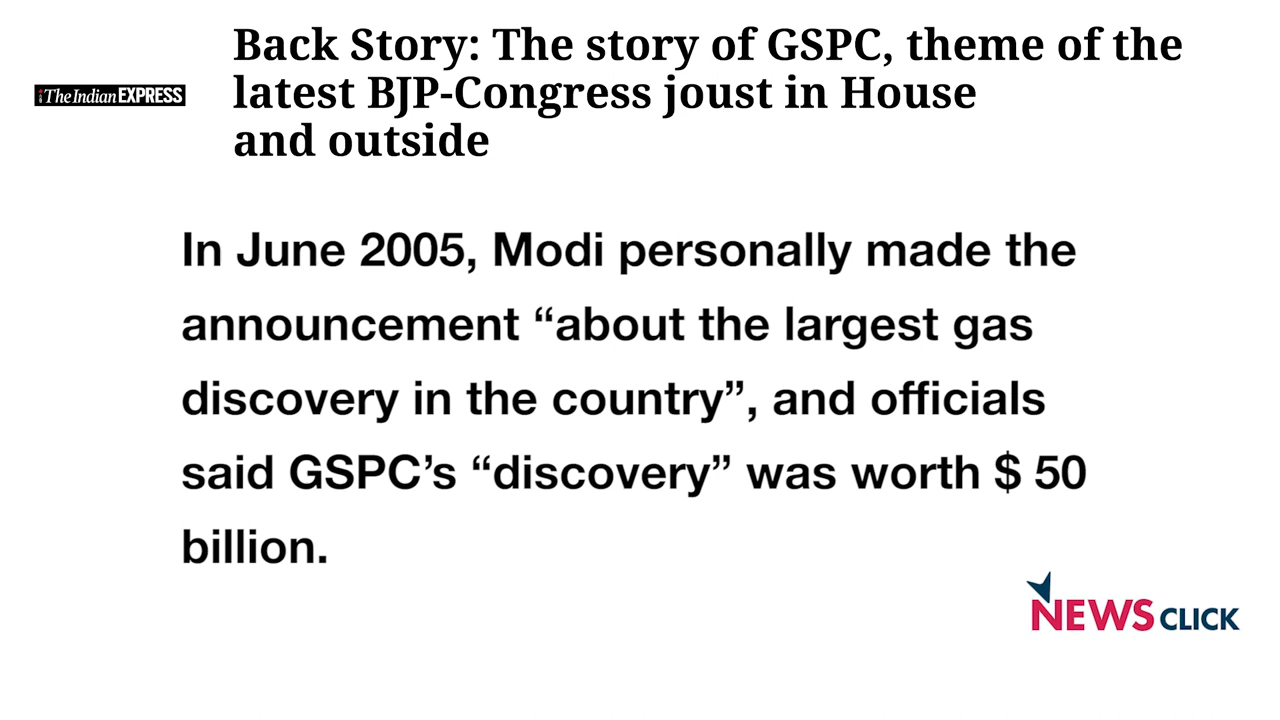 Back Story: The story of GSPC, theme of the
The Indian EXPRESS
latest BJP-Congress joust in House
and outside
In June 2005, Modi personally made the
announcement “about the largest gas
discovery in the country”, and officials
said GSPC’s “discovery” was worth $ 50
billion.
NEWSCLICK